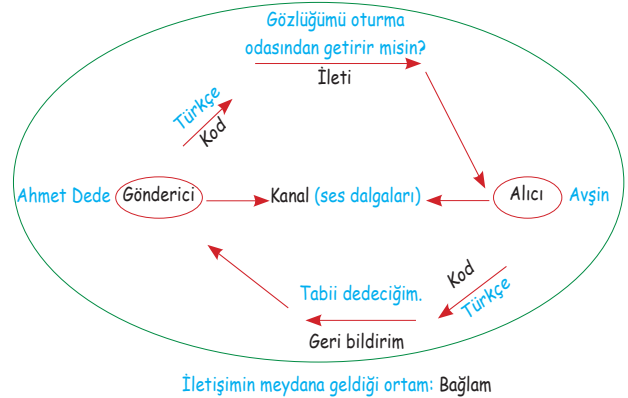 Gözlüğümü oturma
odasından getirir misin?
İleti
Türkçe
Kod
Ahmet Dede
Gönderici
Kanal (ses dalgaları)
Alıcı
Avşin
Kod
Türkçe
Tabii dedeciğim.
Geri bildirim
İletişimin meydana geldiği ortam: Bağlam